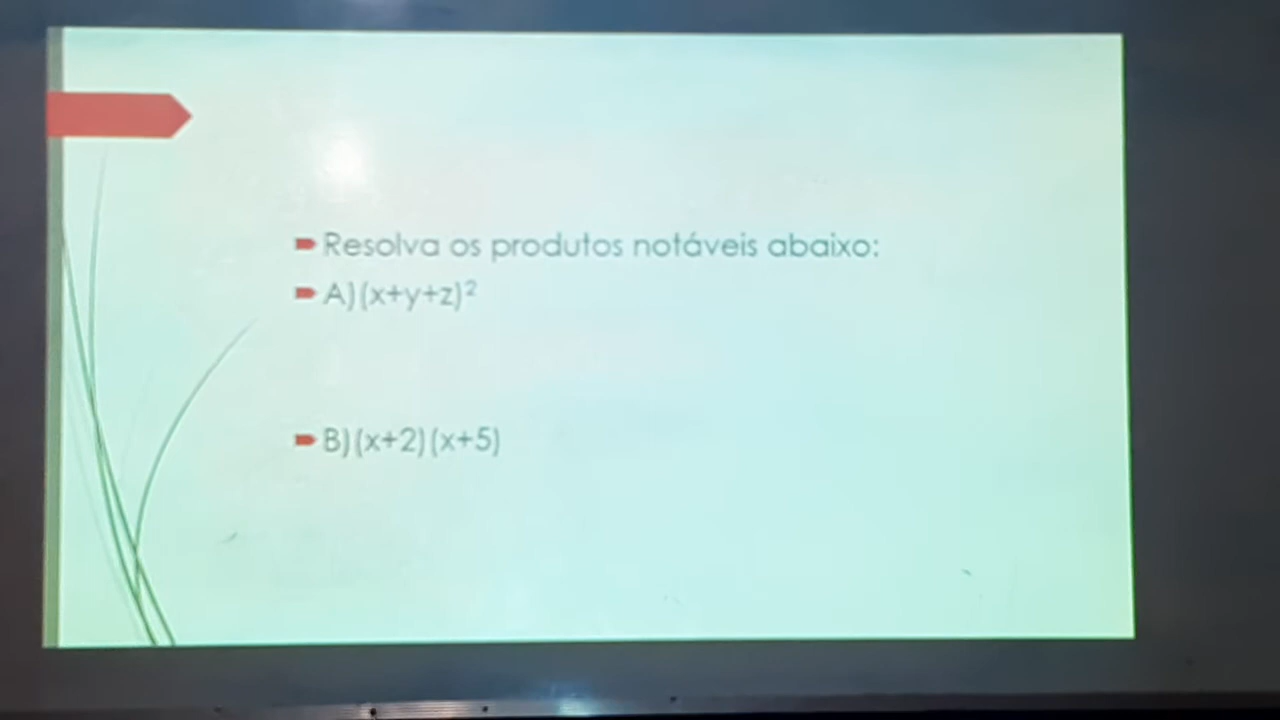 Resolva os produtos notáveis abaixo:
A)(x+y+z)²
B)(x+2)(x+5)